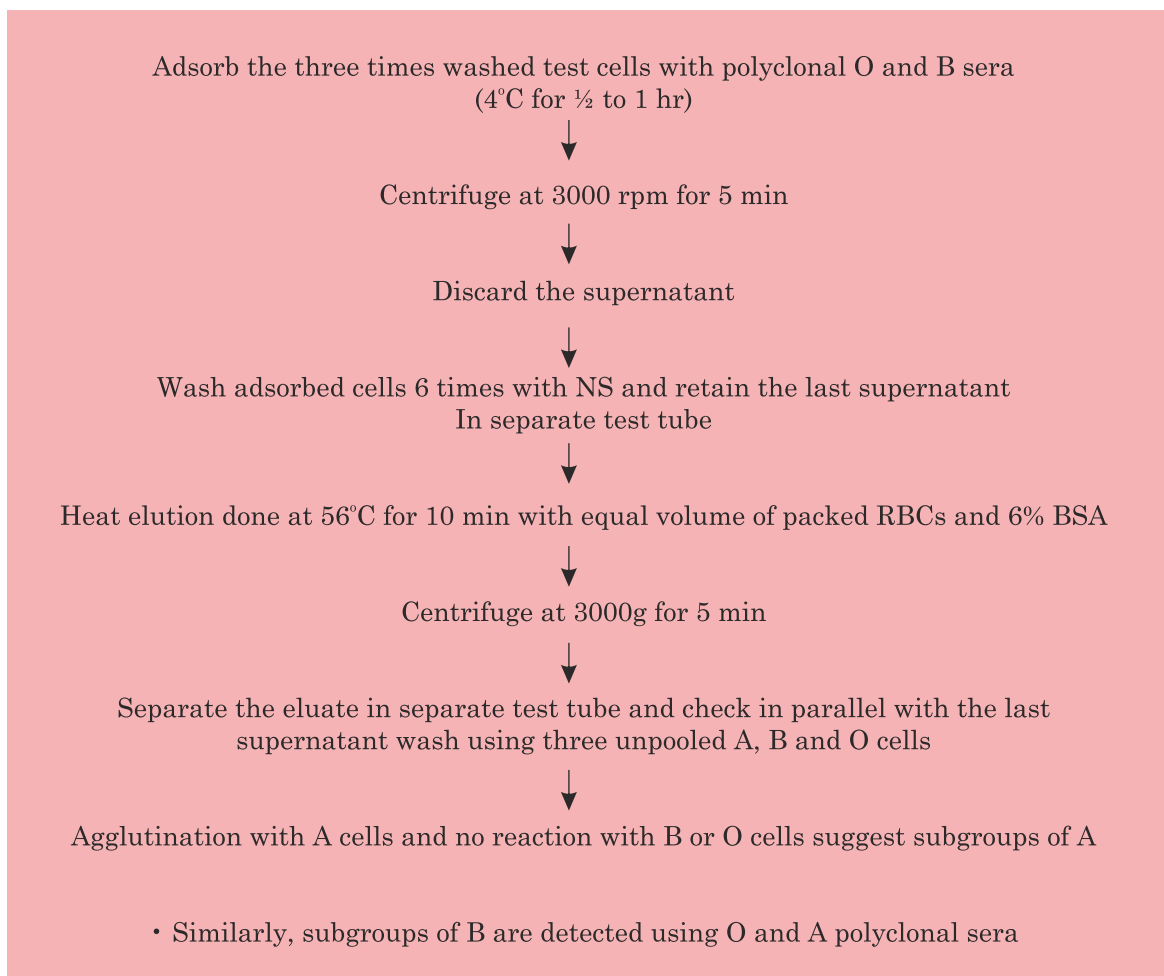 Adsorb the three times washed test cells with polyclonal O and B sera
(4°C for ½ to 1 hr)
Centrifuge at 3000 rpm for 5 min
Discard the supernatant
Wash adsorbed cells 6 times with NS and retain the last supernatant
In separate test tube
Heat elution done at 56°C for 10 min with equal volume of packed RBCs and 6% BSA
Centrifuge at 3000g for 5 min
Separate the eluate in separate test tube and check in parallel with the last
supernatant wash using three unpooled A, B and O cells
Agglutination with A cells and no reaction with B or O cells suggest subgroups of A
• Similarly, subgroups of B are detected using O and A polyclonal sera